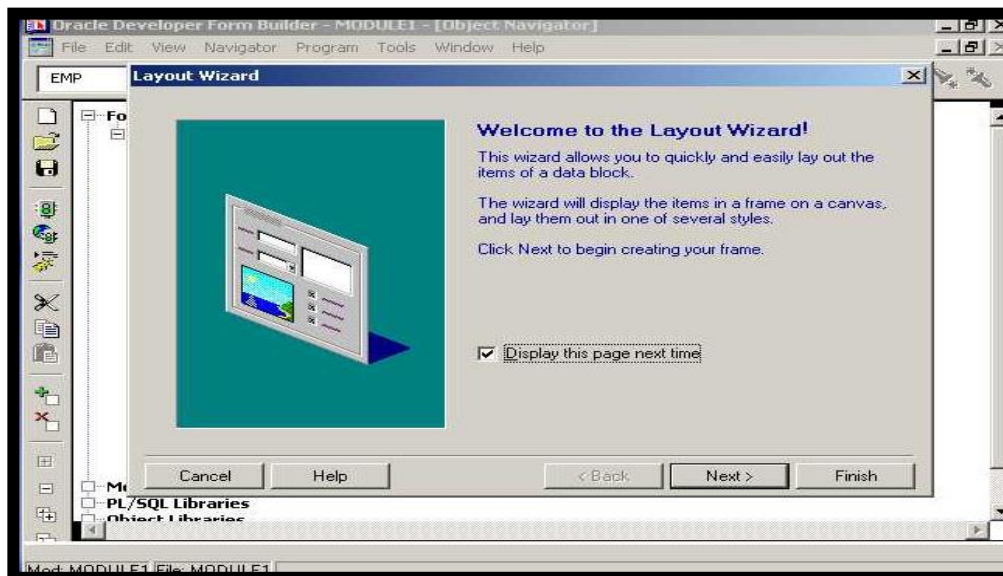 Oracle Developer Form Builder - MODULE1 - [Object Navigator]
File Edit View Navigator Program Tools Window Help
EMP
Layout Wizard
Fo
Welcome to the Layout Wizard!
This wizard allows you to quickly and easily lay out the
items of a data block.
The wizard will display the items in a frame on a canvas,
and lay them out in one of several styles.
Click Next to begin creating your frame.
Display this page next time
Cancel Help < Back Next > Finish
Me
PL/SQL Libraries
Object Libraries
Mod: MODULE1 File: MODULE1